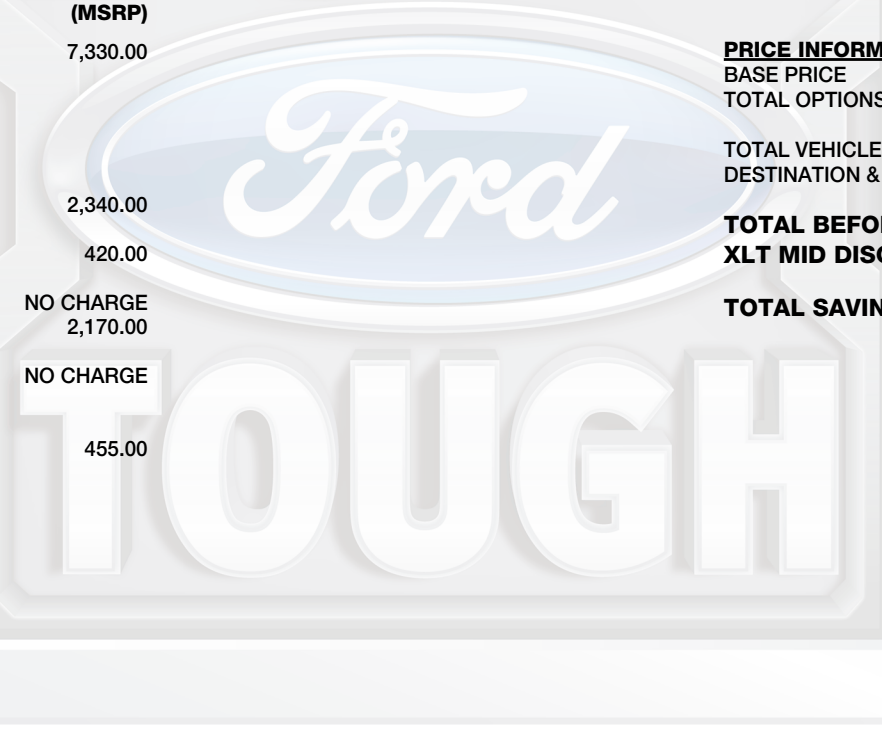 (MSRP)
7,330.00
2,340.00
420.00
NO CHARGE
2,170.00
NO CHARGE
455.00
PRICE INFORM
BASE PRICE
TOTAL OPTIONS
TOTAL VEHICLE
DESTINATION &
TOTAL BEFO
XLT MID DISC
TOTAL SAVIN
Ford
TOUGH